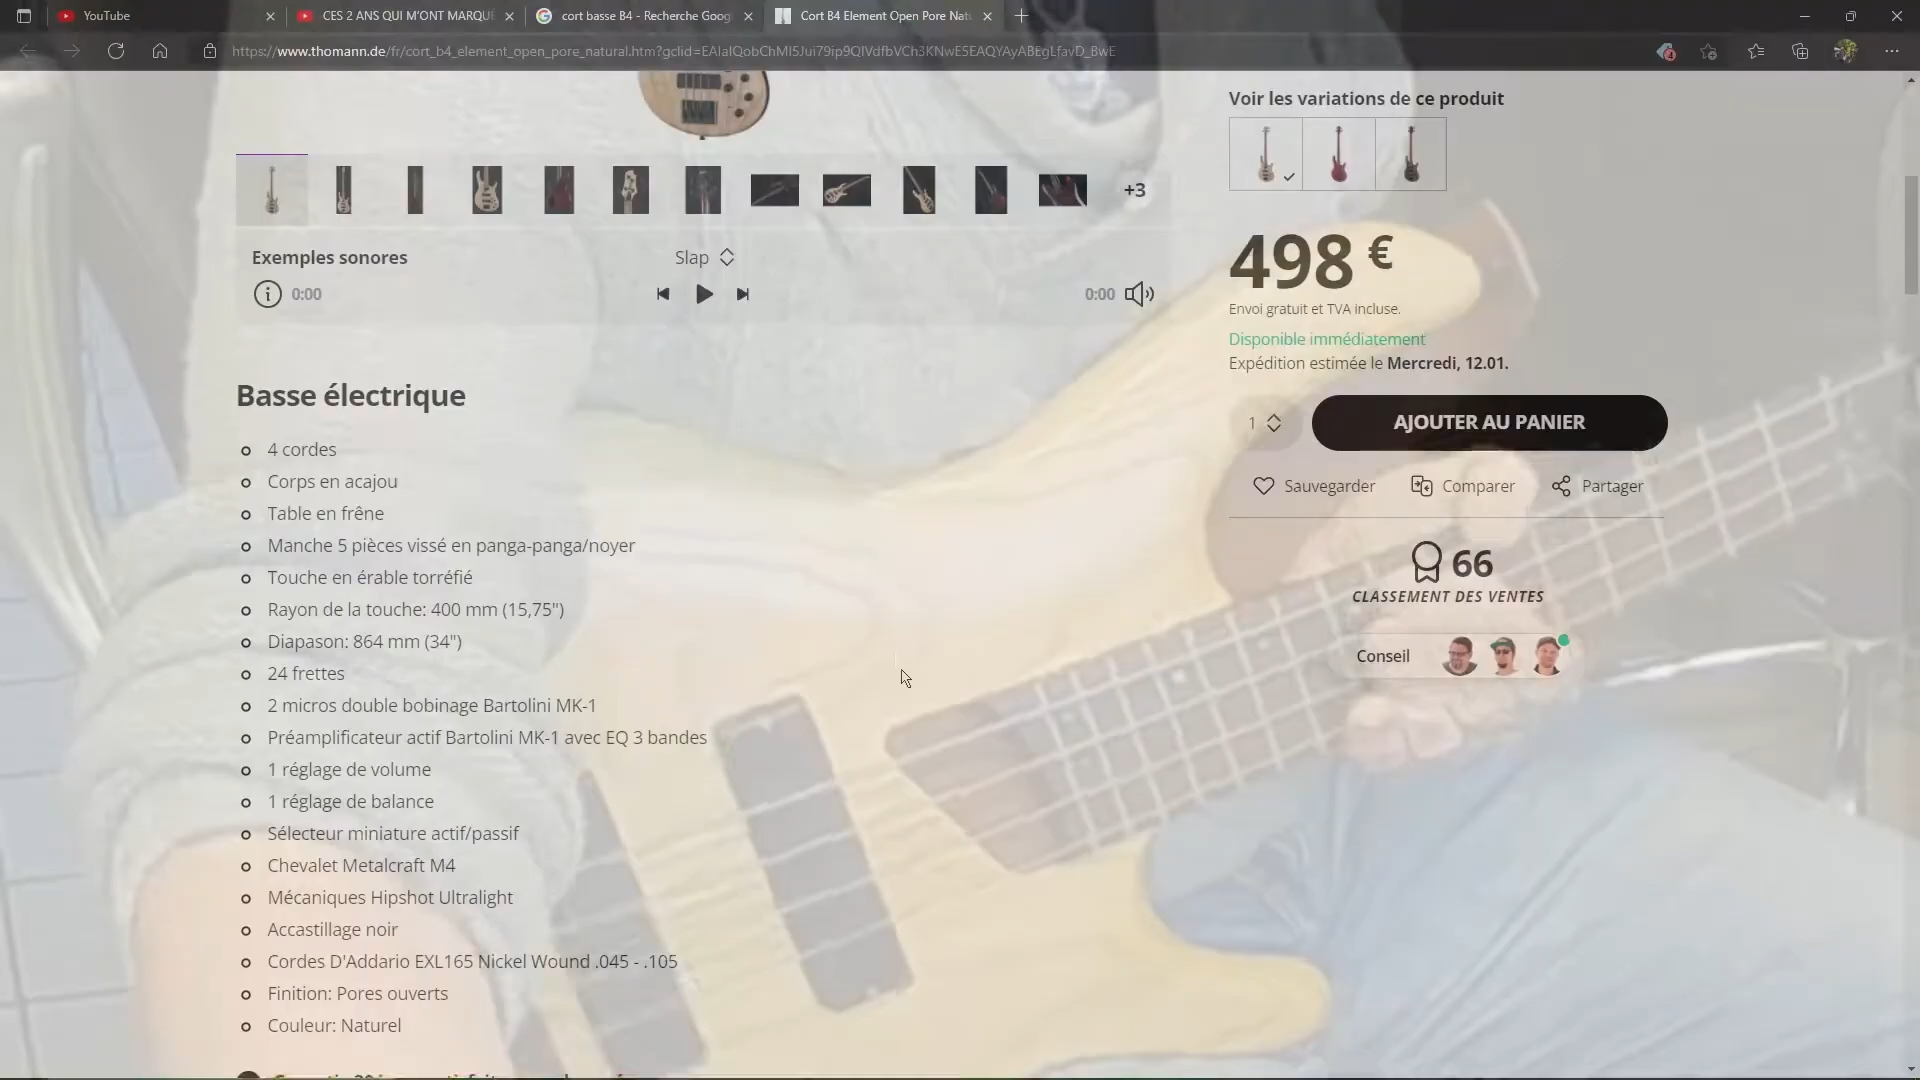 YouTube
CES 2 ANS QUI M'ONT MARQUÉ
cort basse B4 - Recherche Goog
Cort B4 Element Open Pore Natu
https://www.thomann.de/fr/cort_b4_element_open_pore_natural.htm?gclid=EAIaIQobChMI5Jui79ip9QIVdfbVCh3KNwE5EAQYAyABEgLfavD_BwE
4
Voir les variations de ce produit
+3
Exemples sonores
Slap
0:00
0:00
498 €
Envoi gratuit et TVA incluse.
Disponible immédiatement
Expédition estimée le Mercredi, 12.01.
1
AJOUTER AU PANIER
Sauvegarder
Comparer
Partager
66
CLASSEMENT DES VENTES
Conseil
Basse électrique
4 cordes
Corps en acajou
Table en frêne
Manche 5 pièces vissé en panga-panga/noyer
Touche en érable torréfié
Rayon de la touche: 400 mm (15,75")
Diapason: 864 mm (34")
24 frettes
2 micros double bobinage Bartolini MK-1
Préamplificateur actif Bartolini MK-1 avec EQ 3 bandes
1 réglage de volume
1 réglage de balance
Sélecteur miniature actif/passif
Chevalet Metalcraft M4
Mécaniques Hipshot Ultralight
Accastillage noir
Cordes D'Addario EXL165 Nickel Wound .045 - .105
Finition: Pores ouverts
Couleur: Naturel